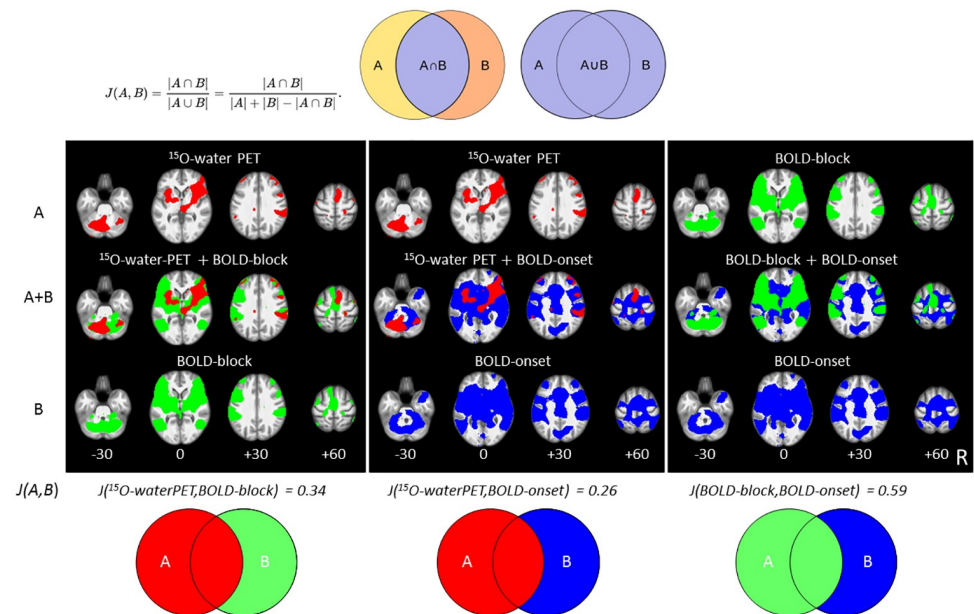 A A∩B B A A∪B B
J(A, B) = |A ∩ B| / |A ∪ B| = |A ∩ B| / (|A| + |B| − |A ∩ B|).
¹⁵O-water PET ¹⁵O-water PET BOLD-block
A
¹⁵O-water-PET + BOLD-block ¹⁵O-water PET + BOLD-onset BOLD-block + BOLD-onset
A+B
BOLD-block BOLD-onset BOLD-onset
B
-30 0 +30 +60 -30 0 +30 +60 -30 0 +30 +60 R
J(A,B) J(¹⁵O-waterPET,BOLD-block) = 0.34 J(¹⁵O-waterPET,BOLD-onset) = 0.26 J(BOLD-block,BOLD-onset) = 0.59
A B A B A B